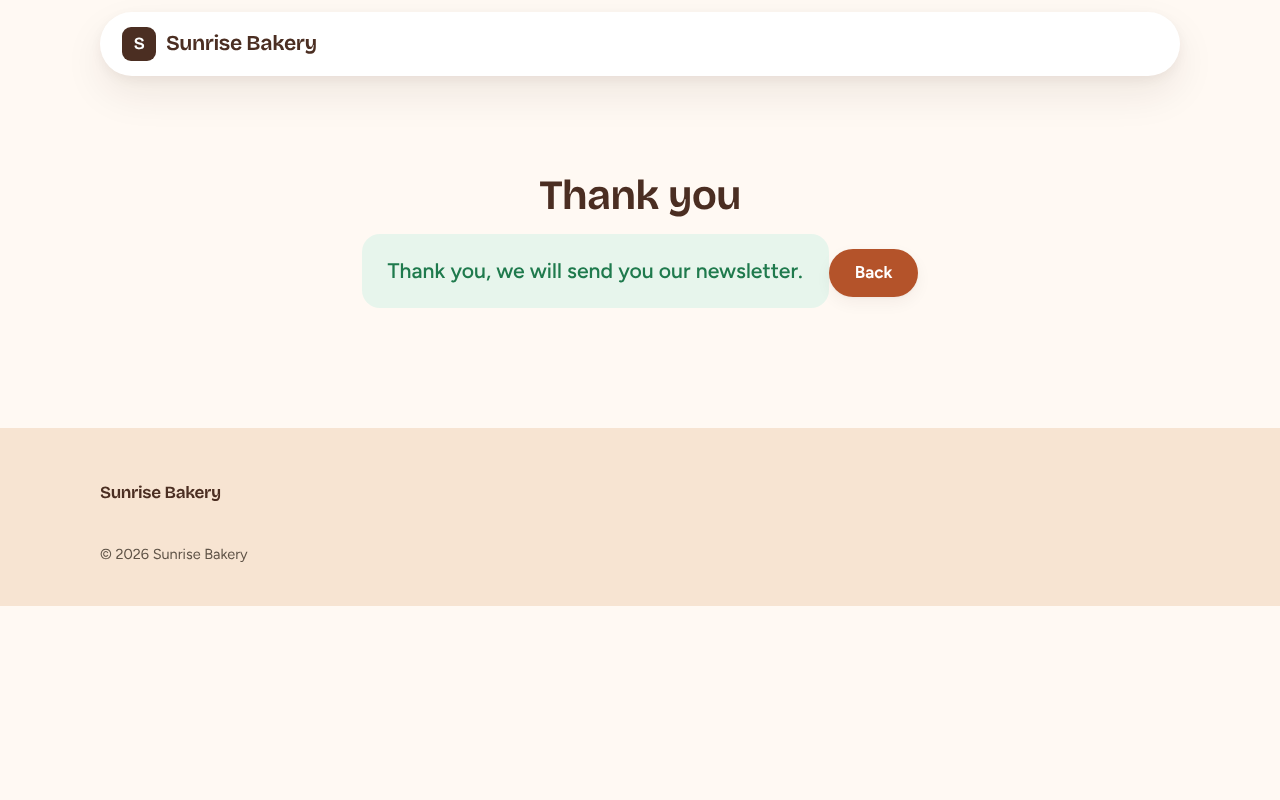 S
Sunrise Bakery
Thank you
Thank you, we will send you our newsletter.
Back
Sunrise Bakery
© 2026 Sunrise Bakery